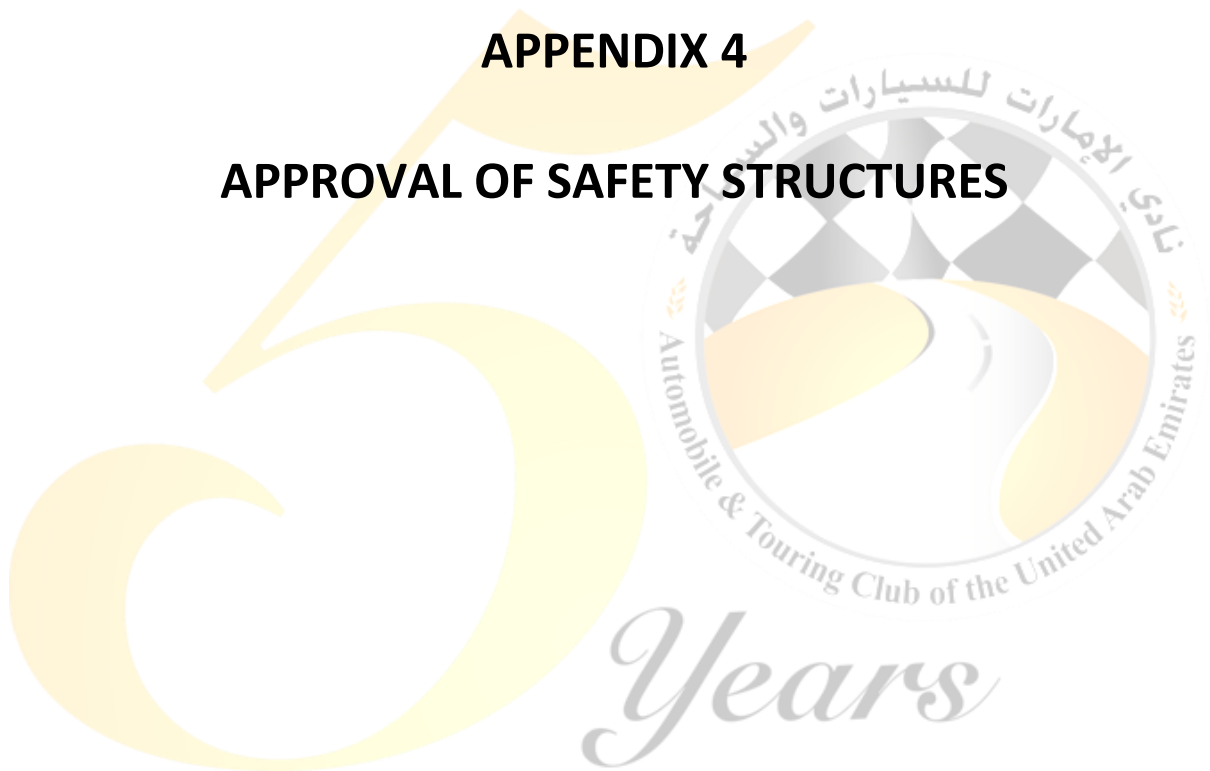 APPENDIX 4
APPROVAL OF SAFETY STRUCTURES
نادي الإمارات للسيارات والسياحة
Automobile & Touring Club of the United Arab Emirates
50
Years